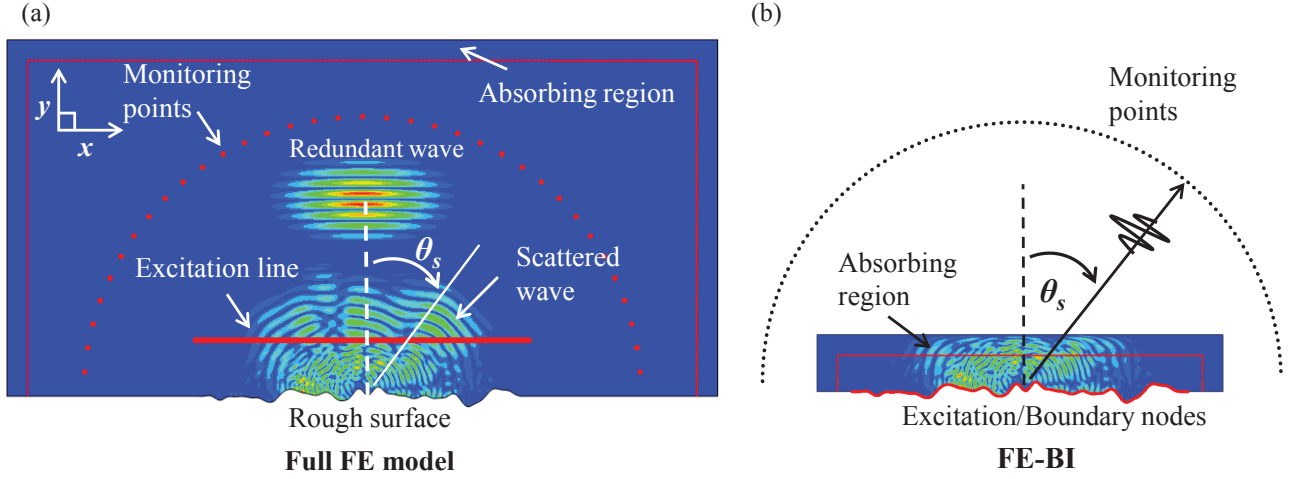 (a)
Monitoring
points
Absorbing region
y
x
Redundant wave
θs
Excitation line
Scattered
wave
Rough surface
Full FE model
(b)
Monitoring
points
Absorbing
region
θs
Excitation/Boundary nodes
FE-BI